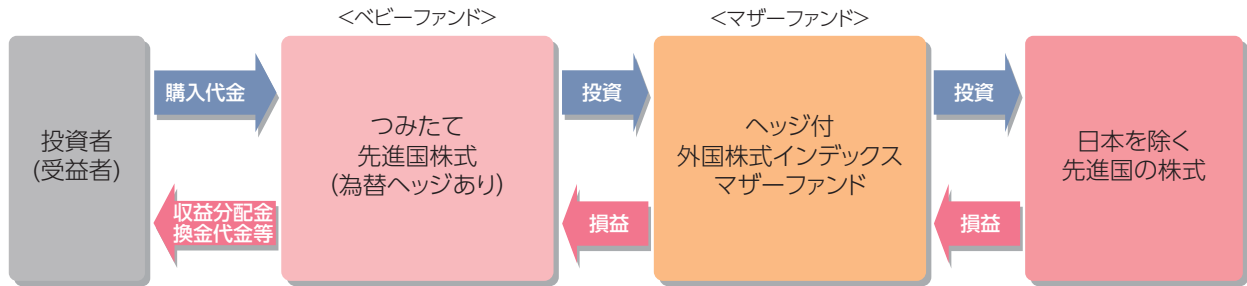 <ベビーファンド>
<マザーファンド>
投資者
(受益者)
購入代金
収益分配金
換金代金等
つみたて
先進国株式
(為替ヘッジあり)
投資
損益
ヘッジ付
外国株式インデックス
マザーファンド
投資
損益
日本を除く
先進国の株式